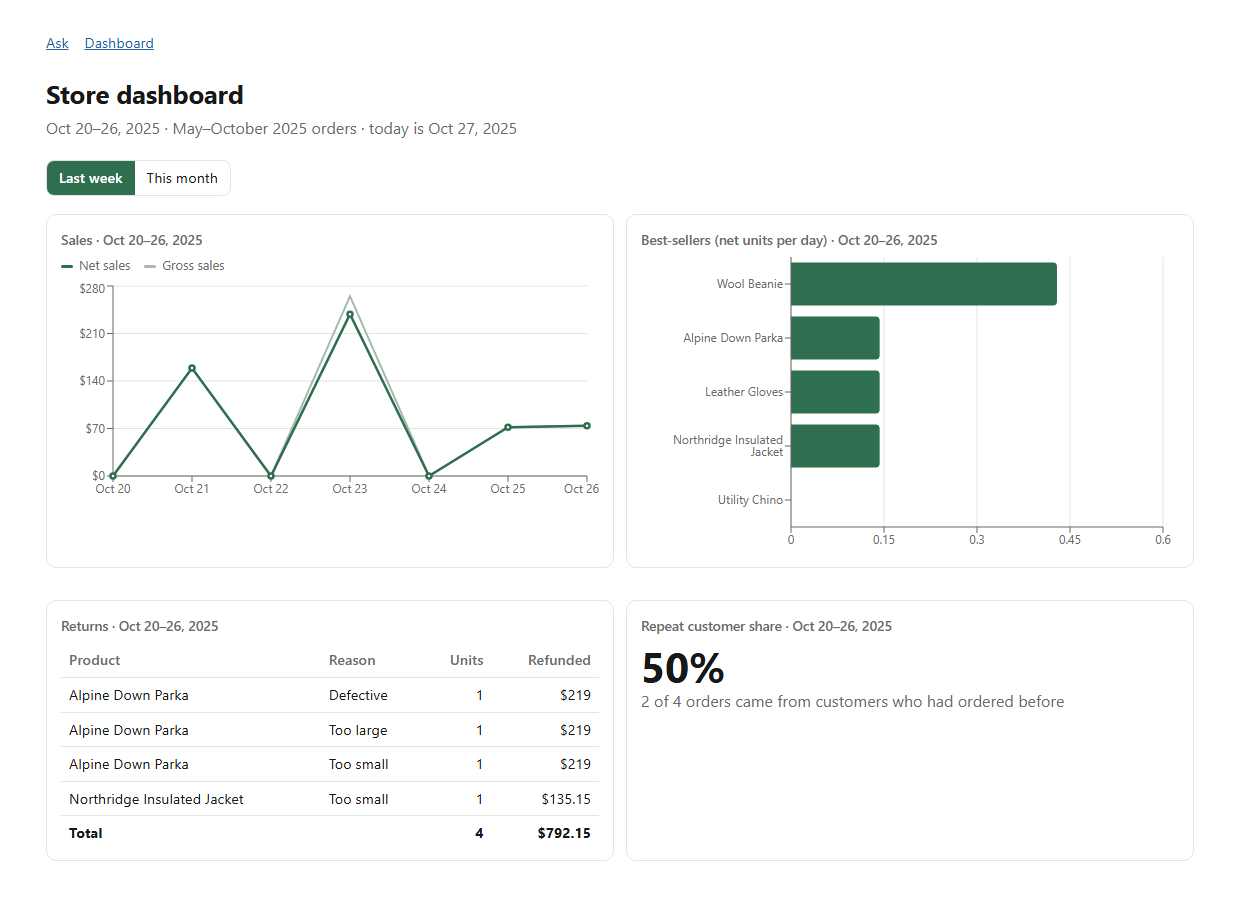 Ask Dashboard
Store dashboard
Oct 20–26, 2025 · May–October 2025 orders · today is Oct 27, 2025
Last week This month
Sales · Oct 20–26, 2025
Net sales Gross sales
$280
$210
$140
$70
$0
Oct 20 Oct 21 Oct 22 Oct 23 Oct 24 Oct 25 Oct 26
Best-sellers (net units per day) · Oct 20–26, 2025
Wool Beanie
Alpine Down Parka
Leather Gloves
Northridge Insulated
Jacket
Utility Chino
0 0.15 0.3 0.45 0.6
Returns · Oct 20–26, 2025
Product Reason Units Refunded
Alpine Down Parka Defective 1 $219
Alpine Down Parka Too large 1 $219
Alpine Down Parka Too small 1 $219
Northridge Insulated Jacket Too small 1 $135.15
Total 4 $792.15
Repeat customer share · Oct 20–26, 2025
50%
2 of 4 orders came from customers who had ordered before